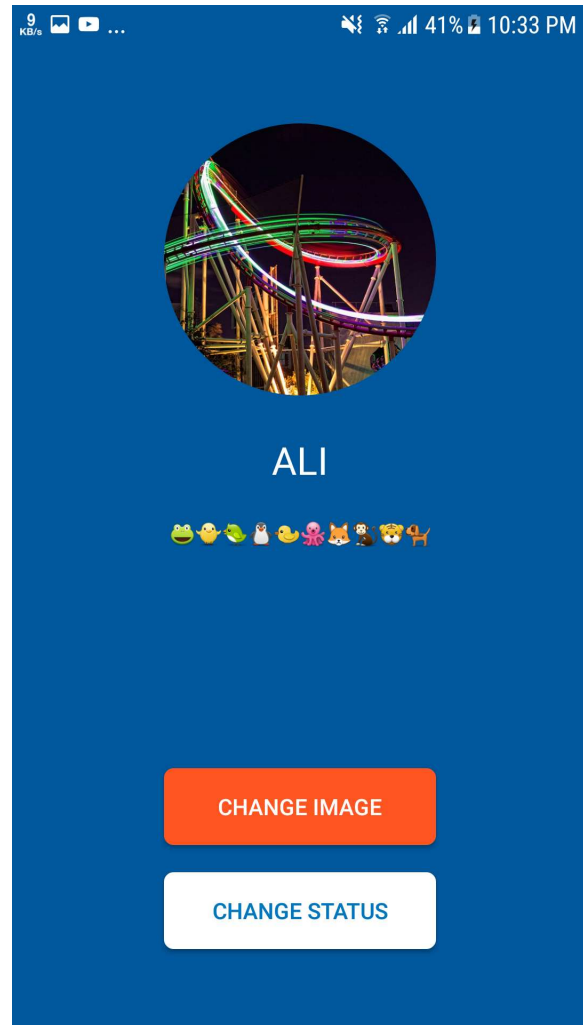 9 KB/s ... 41% 10:33 PM
ALI
🐸🐥🐦🐧🐤🐙🦊🐒🐯🐕
CHANGE IMAGE
CHANGE STATUS